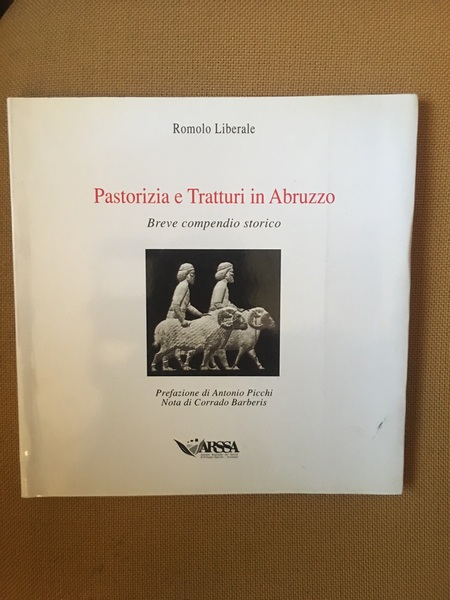 Romolo Liberale
Pastorizia e Tratturi in Abruzzo
Breve compendio storico
Prefazione di Antonio Picchi
Nota di Corrado Barberis
ARSSA